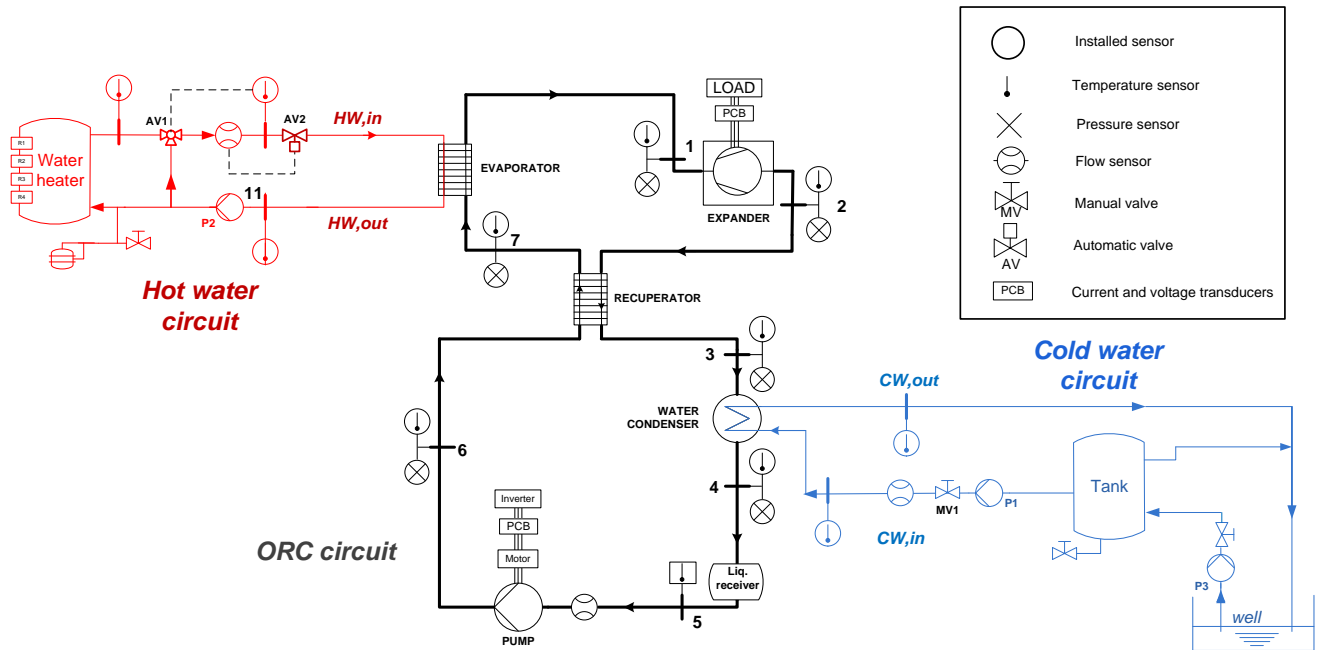 LOAD
PCB
EXPANDER
1
2
AV1
AV2
HW,in
R1
R2
R3
R4
Water
heater
EVAPORATOR
11
P2
HW,out
7
Hot water
circuit
RECUPERATOR
3
WATER
CONDENSER
4
6
Inverter
PCB
Motor
PUMP
ORC circuit
Liq.
receiver
5
Cold water
circuit
CW,out
CW,in
MV1
P1
Tank
P3
well
Installed sensor
Temperature sensor
Pressure sensor
Flow sensor
MV
Manual valve
AV
Automatic valve
PCB
Current and voltage transducers